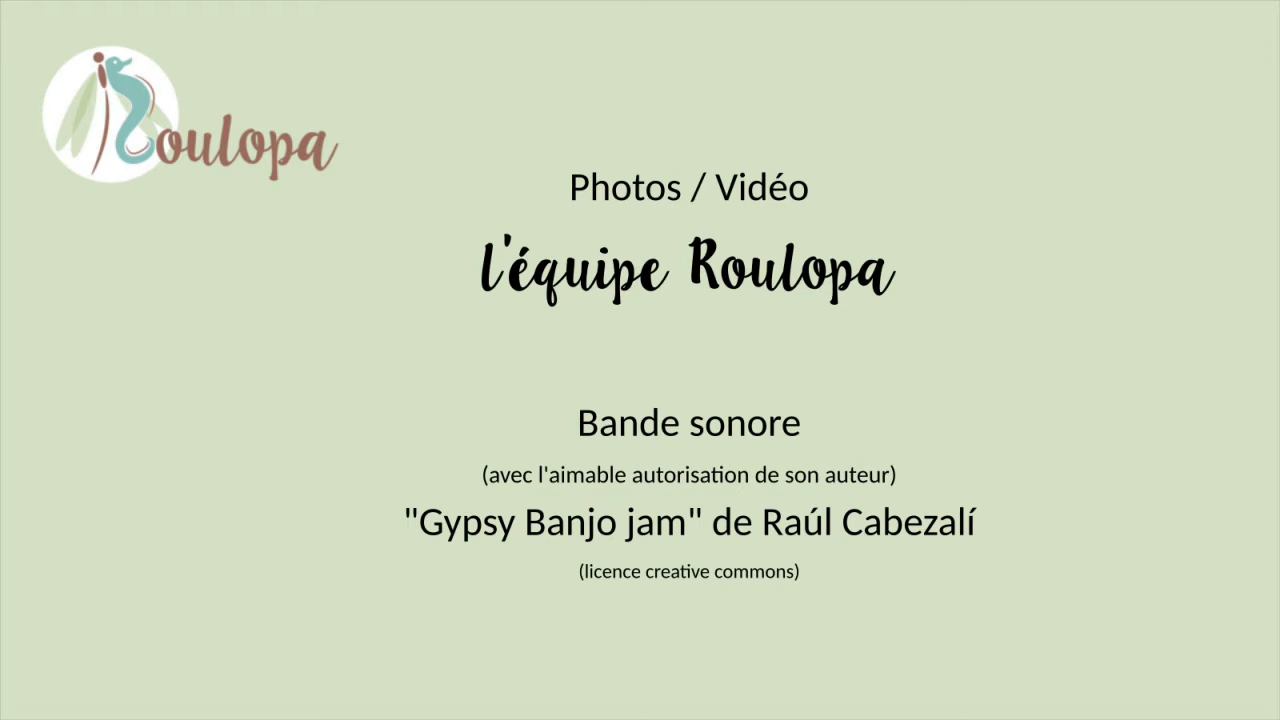 Roulopa
Photos / Vidéo
L'équipe Roulopa
Bande sonore
(avec l'aimable autorisation de son auteur)
"Gypsy Banjo jam" de Raúl Cabezalí
(licence creative commons)